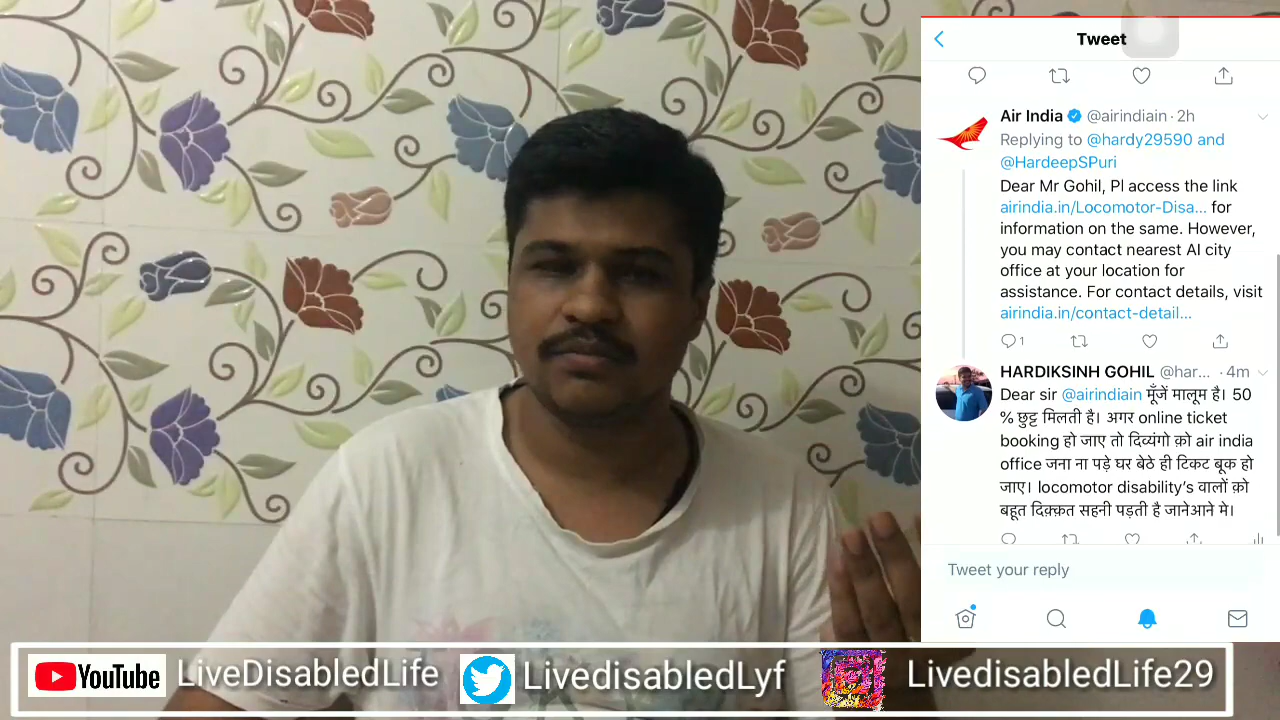 Tweet
Air India @airindiain · 2h
Replying to @hardy29590 and
@HardeepSPuri
Dear Mr Gohil, Pl access the link
airindia.in/Locomotor-Disa... for
information on the same. However,
you may contact nearest AI city
office at your location for
assistance. For contact details, visit
airindia.in/contact-detail...
1
HARDIKSINH GOHIL @har... · 4m
Dear sir @airindiain मूँजें मालूम है। 50
% छुट्ट मिलती है। अगर online ticket
booking हो जाए तो दिव्यंगो क़ो air india
office जना ना पड़े घर बेठे ही टिकट बूक हो
जाए। locomotor disability's वालों क़ो
बहूत दिक़्क़त सहनी पड़ती है जानेआने मे।
Tweet your reply
YouTube LiveDisabledLife LivedisabledLyf LivedisabledLife29